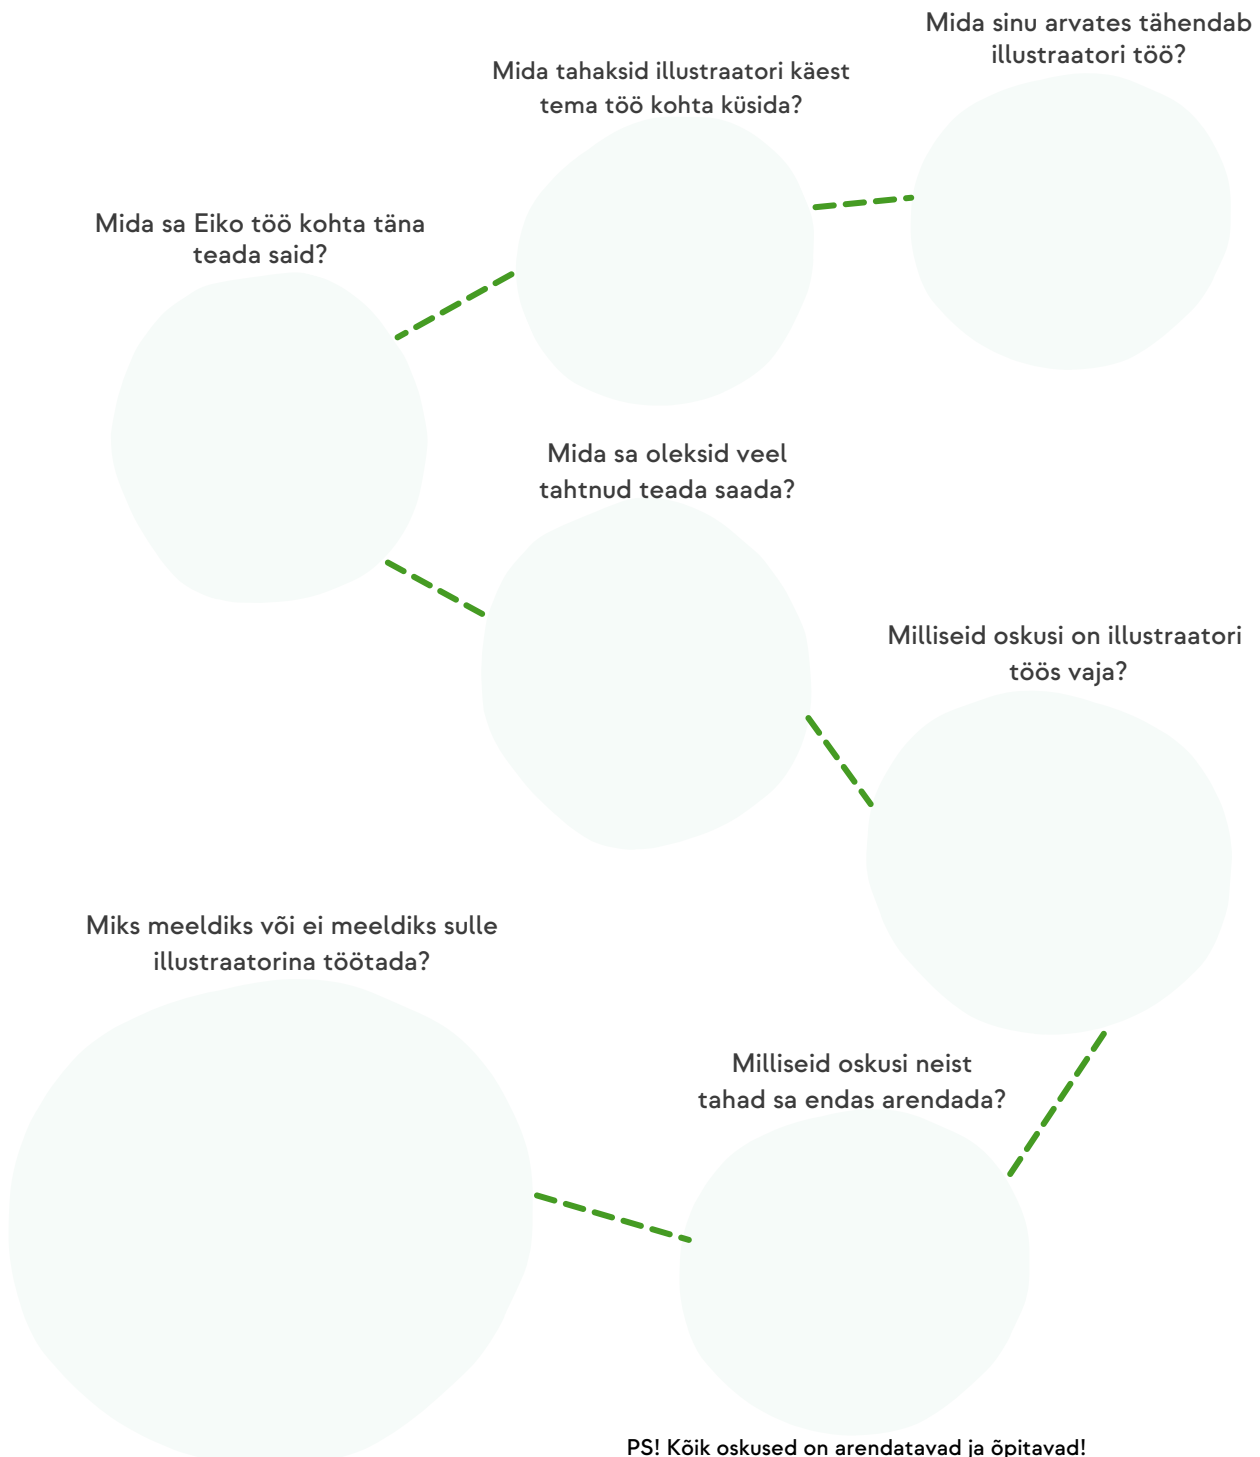 Mida sinu arvates tähendab
illustraatori töö?
Mida tahaksid illustraatori käest
tema töö kohta küsida?
Mida sa Eiko töö kohta täna
teada said?
Mida sa oleksid veel
tahtnud teada saada?
Milliseid oskusi on illustraatori
töös vaja?
Milliseid oskusi neist
tahad sa endas arendada?
Miks meeldiks või ei meeldiks sulle
illustraatorina töötada?
PS! Kõik oskused on arendatavad ja õpitavad!